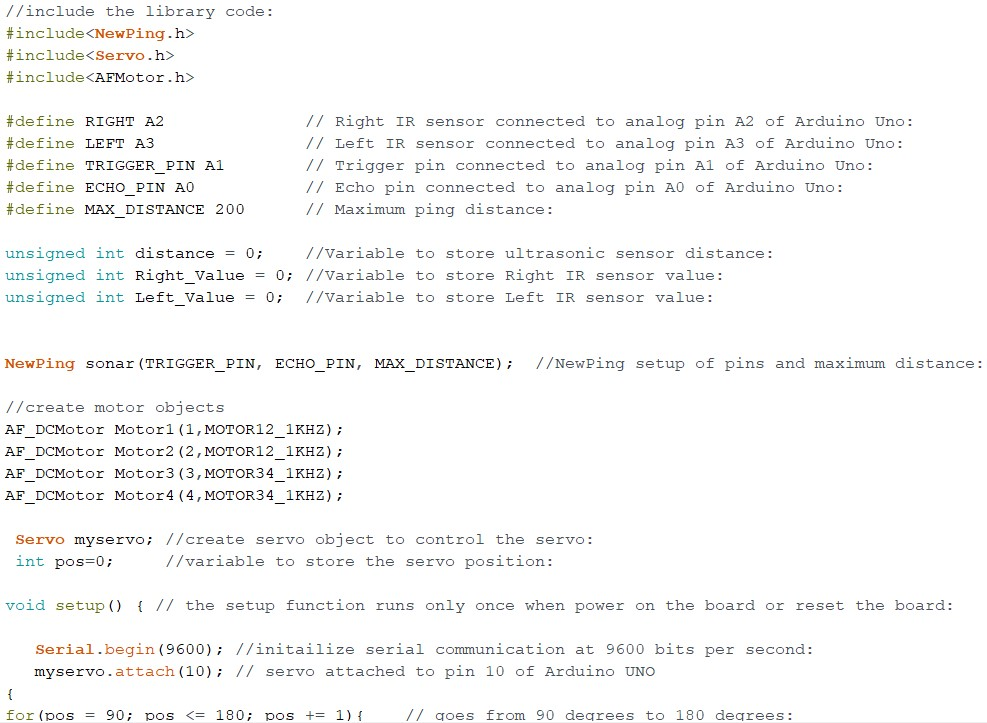 //include the library code:
#include<NewPing.h>
#include<Servo.h>
#include<AFMotor.h>
#define RIGHT A2 // Right IR sensor connected to analog pin A2 of Arduino Uno:
#define LEFT A3 // Left IR sensor connected to analog pin A3 of Arduino Uno:
#define TRIGGER_PIN A1 // Trigger pin connected to analog pin A1 of Arduino Uno:
#define ECHO_PIN A0 // Echo pin connected to analog pin A0 of Arduino Uno:
#define MAX_DISTANCE 200 // Maximum ping distance:
unsigned int distance = 0; //Variable to store ultrasonic sensor distance:
unsigned int Right_Value = 0; //Variable to store Right IR sensor value:
unsigned int Left_Value = 0; //Variable to store Left IR sensor value:
NewPing sonar(TRIGGER_PIN, ECHO_PIN, MAX_DISTANCE); //NewPing setup of pins and maximum distance:
//create motor objects
AF_DCMotor Motor1(1,MOTOR12_1KHZ);
AF_DCMotor Motor2(2,MOTOR12_1KHZ);
AF_DCMotor Motor3(3,MOTOR34_1KHZ);
AF_DCMotor Motor4(4,MOTOR34_1KHZ);
Servo myservo; //create servo object to control the servo:
int pos=0; //variable to store the servo position:
void setup() { // the setup function runs only once when power on the board or reset the board:
Serial.begin(9600); //initailize serial communication at 9600 bits per second:
myservo.attach(10); // servo attached to pin 10 of Arduino UNO
{
for(pos = 90; pos <= 180; pos += 1){ // goes from 90 degrees to 180 degrees: